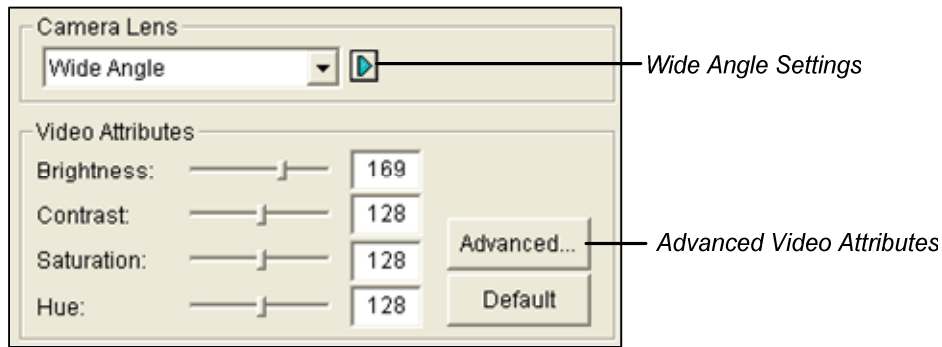 Camera Lens
Wide Angle
Wide Angle Settings
Video Attributes
Brightness: 169
Contrast: 128
Saturation: 128
Hue: 128
Advanced...
Advanced Video Attributes
Default